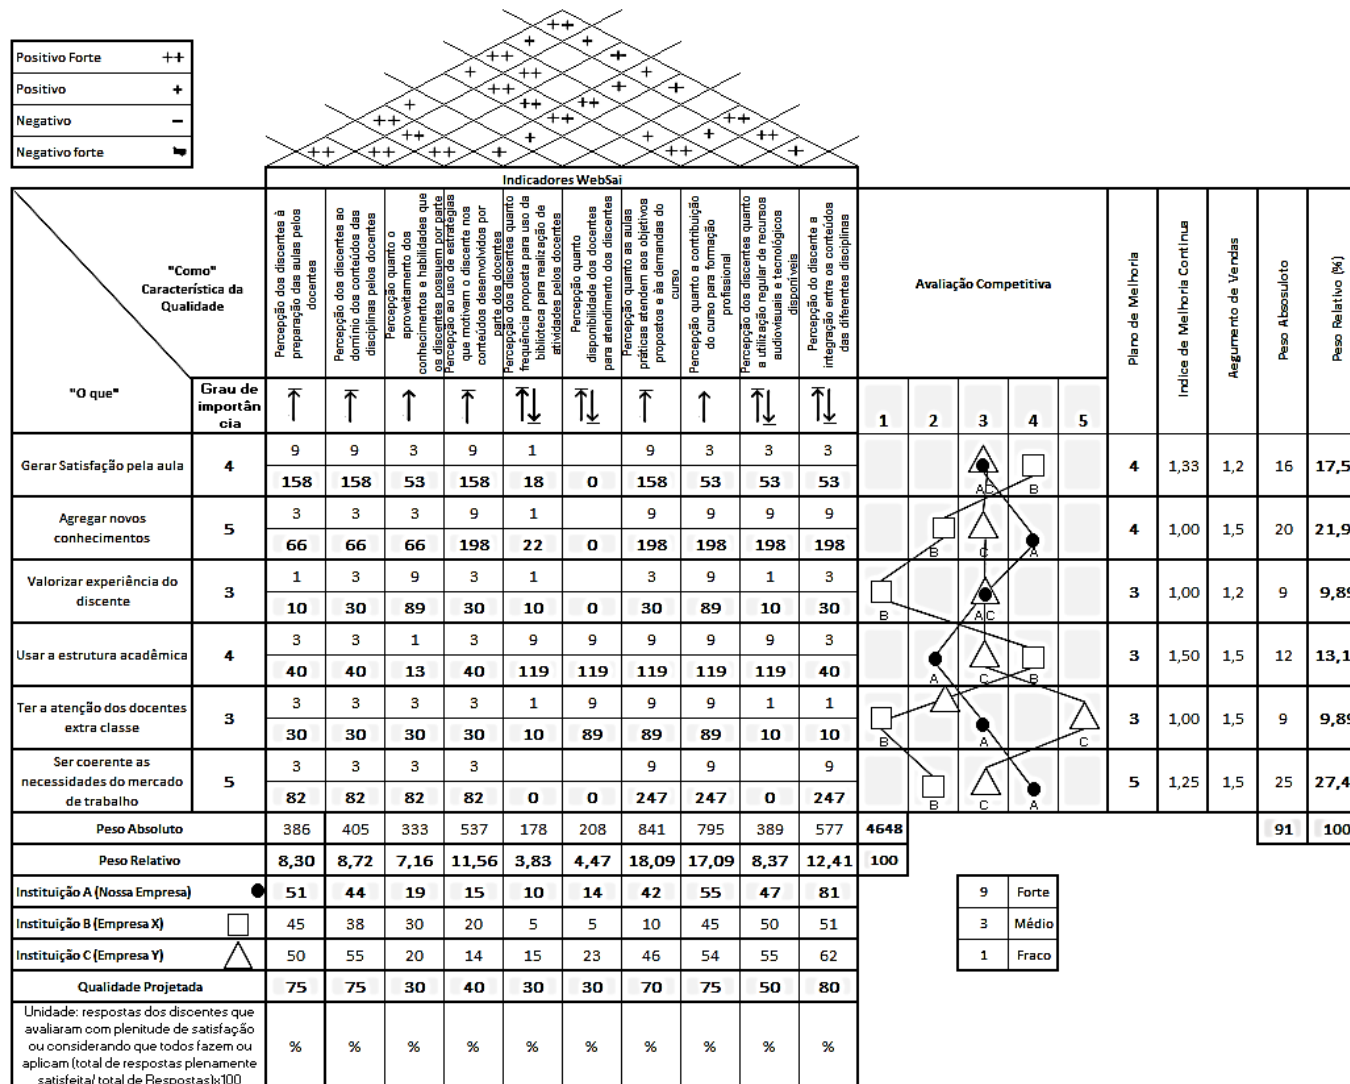 Positivo Forte ++
Positivo +
Negativo −
Negativo forte
Indicadores WebSai
"Como"
Característica da
Qualidade
"O que"
Grau de
importân
cia
Percepção dos discentes à
preparação das aulas pelos
docentes
Percepção dos discentes ao
domínio dos conteúdos das
disciplinas pelos docentes
Percepção quanto o
aproveitamento dos
conhecimentos e habilidades que
os discentes possuem por parte
Percepção ao uso de estratégias
que motivam o discente nos
conteúdos desenvolvidos por
parte dos docentes
Percepção dos discentes quanto
frequência proposta para uso da
biblioteca para realização de
atividades pelos docentes
Percepção quanto
disponibilidade dos docentes
para atendimento dos discentes
Percepção quanto as aulas
práticas atendem aos objetivos
propostos e às demandas do
curso
Percepção quanto a contribuição
do curso para formação
profissional
Percepção dos discentes quanto
a utilização regular de recursos
audiovisuais e tecnológicos
disponíveis
Percepção do discente a
integração entre os conteúdos
das diferentes disciplinas
Avaliação Competitiva
1 2 3 4 5
Plano de Melhoria
Indice de Melhoria Continua
Aegumento de Vendas
Peso Abosuloto
Peso Relativo (%)
Gerar Satisfação pela aula 4
9 9 3 9 1 9 3 3 3
158 158 53 158 18 0 158 53 53 53
AC B
4 1,33 1,2 16 17,5
Agregar novos
conhecimentos
5
3 3 3 9 1 9 9 9 9
66 66 66 198 22 0 198 198 198 198
B C A
4 1,00 1,5 20 21,9
Valorizar experiência do
discente
3
1 3 9 3 1 3 9 1 3
10 30 89 30 10 0 30 89 10 30
B AC
3 1,00 1,2 9 9,89
Usar a estrutura acadêmica 4
3 3 1 3 9 9 9 9 9 3
40 40 13 40 119 119 119 119 119 40
A C B
3 1,50 1,5 12 13,1
Ter a atenção dos docentes
extra classe
3
3 3 3 3 1 9 9 9 1 1
30 30 30 30 10 89 89 89 10 10
B A C
3 1,00 1,5 9 9,89
Ser coerente as
necessidades do mercado
de trabalho
5
3 3 3 3 9 9 9
82 82 82 82 0 0 247 247 0 247
B C A
5 1,25 1,5 25 27,4
Peso Absoluto 386 405 333 537 178 208 841 795 389 577 4648 91 100
Peso Relativo 8,30 8,72 7,16 11,56 3,83 4,47 18,09 17,09 8,37 12,41 100
Instituição A (Nossa Empresa) 51 44 19 15 10 14 42 55 47 81
Instituição B (Empresa X) 45 38 30 20 5 5 10 45 50 51
Instituição C (Empresa Y) 50 55 20 14 15 23 46 54 55 62
Qualidade Projetada 75 75 30 40 30 30 70 75 50 80
Unidade: respostas dos discentes que
avaliaram com plenitude de satisfação
ou considerando que todos fazem ou
aplicam (total de respostas plenamente
satisfeita/ total de Respostas)x100
% % % % % % % % % %
9 Forte
3 Médio
1 Fraco